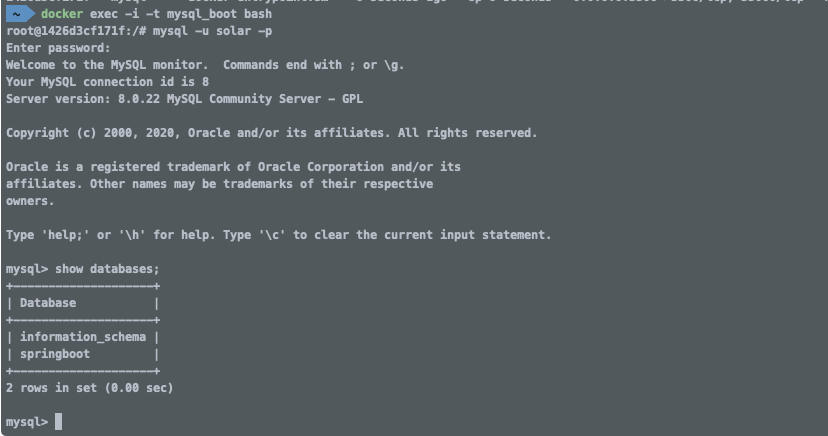 ~ docker exec -i -t mysql_boot bash
root@1426d3cf171f:/# mysql -u solar -p
Enter password:
Welcome to the MySQL monitor.  Commands end with ; or \g.
Your MySQL connection id is 8
Server version: 8.0.22 MySQL Community Server - GPL

Copyright (c) 2000, 2020, Oracle and/or its affiliates. All rights reserved.

Oracle is a registered trademark of Oracle Corporation and/or its
affiliates. Other names may be trademarks of their respective
owners.

Type 'help;' or '\h' for help. Type '\c' to clear the current input statement.

mysql> show databases;
+--------------------+
| Database           |
+--------------------+
| information_schema |
| springboot         |
+--------------------+
2 rows in set (0.00 sec)

mysql>